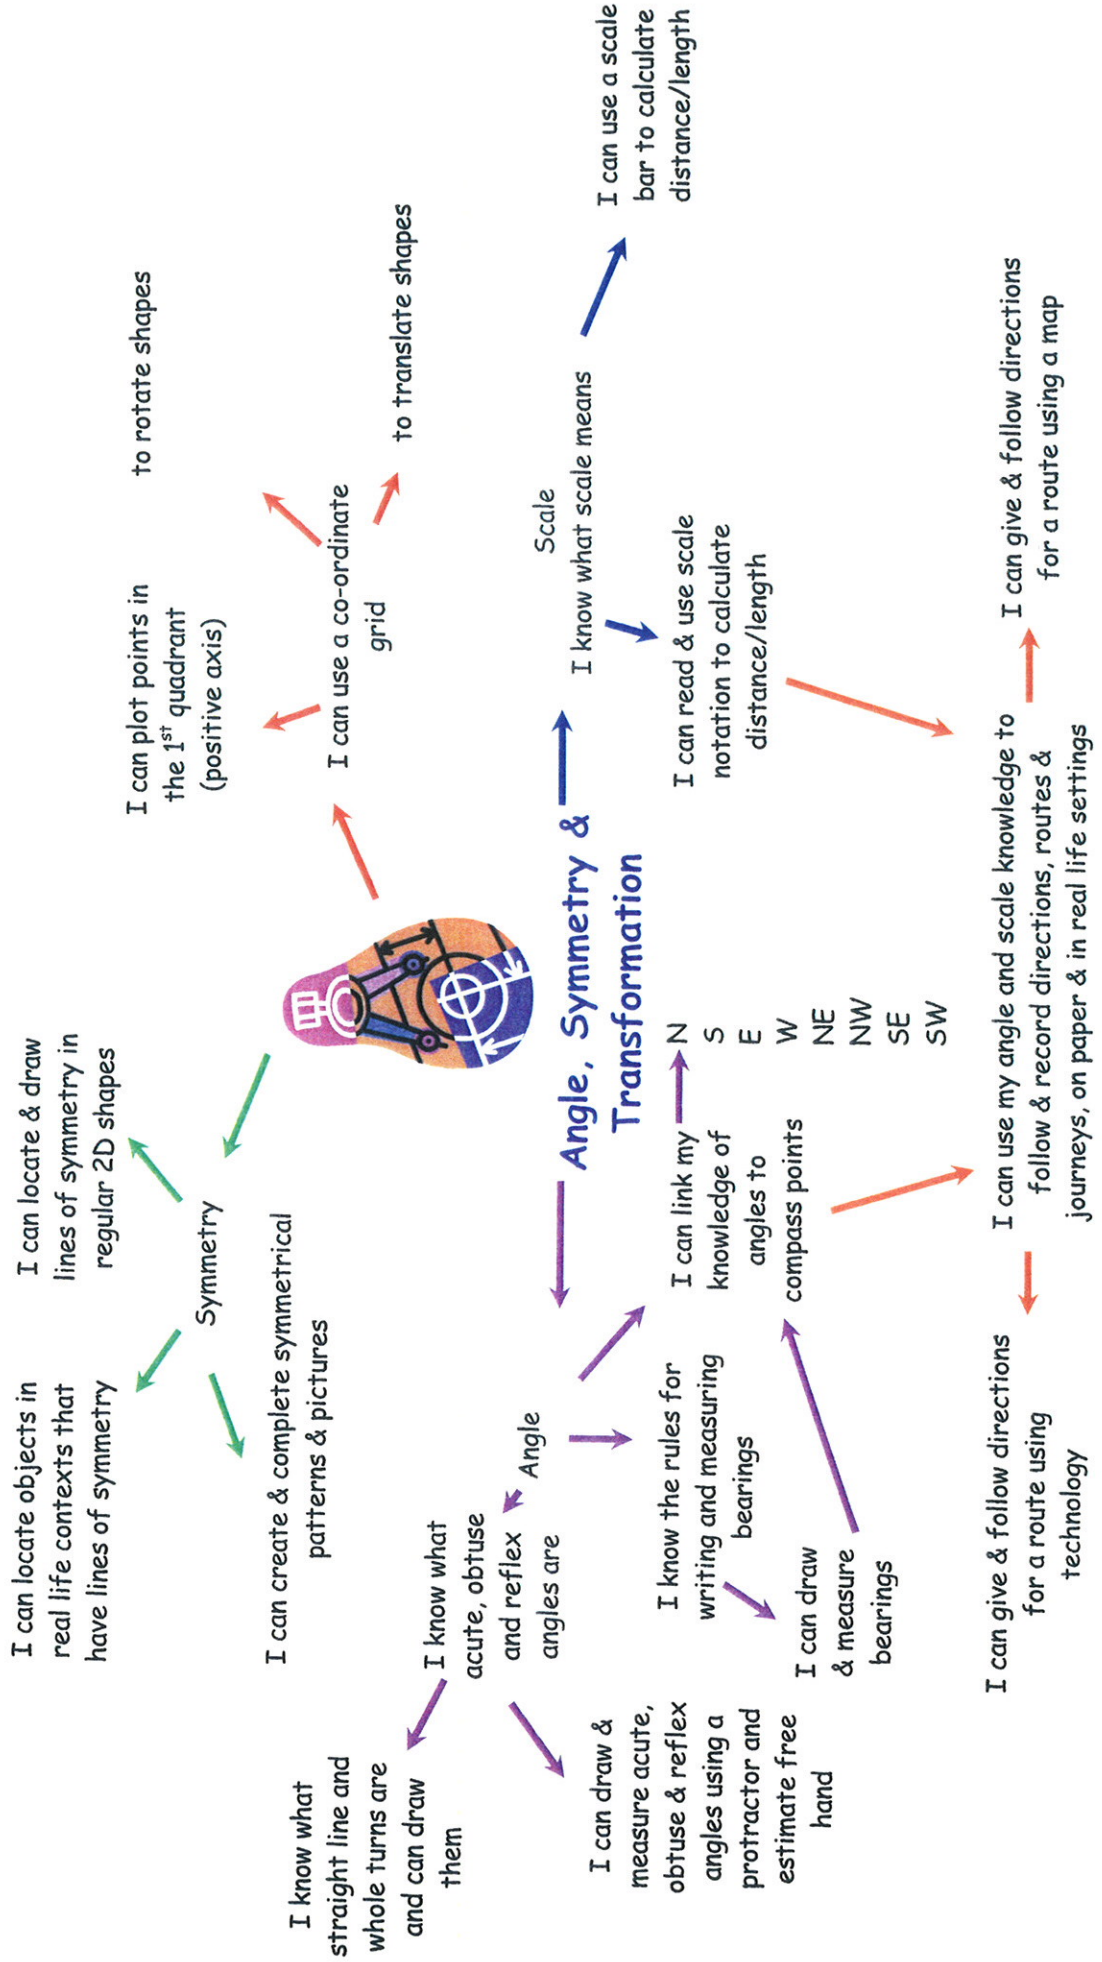 I can locate objects in
real life contexts that
have lines of symmetry
I can locate & draw
lines of symmetry in
regular 2D shapes
Symmetry
I can create & complete symmetrical
patterns & pictures
I can plot points in
the 1st quadrant
(positive axis)
to rotate shapes
I can use a co-ordinate
grid
to translate shapes
Angle, Symmetry &
Transformation
Scale
I know what scale means
I can use a scale
bar to calculate
distance/length
I can read & use scale
notation to calculate
distance/length
Angle
I know what
acute, obtuse
and reflex
angles are
I know what
straight line and
whole turns are
and can draw
them
I can draw &
measure acute,
obtuse & reflex
angles using a
protractor and
estimate free
hand
I know the rules for
writing and measuring
bearings
I can draw
& measure
bearings
I can link my
knowledge of
angles to
compass points
N
S
E
W
NE
NW
SE
SW
I can use my angle and scale knowledge to
follow & record directions, routes &
journeys, on paper & in real life settings
I can give & follow directions
for a route using
technology
I can give & follow directions
for a route using a map